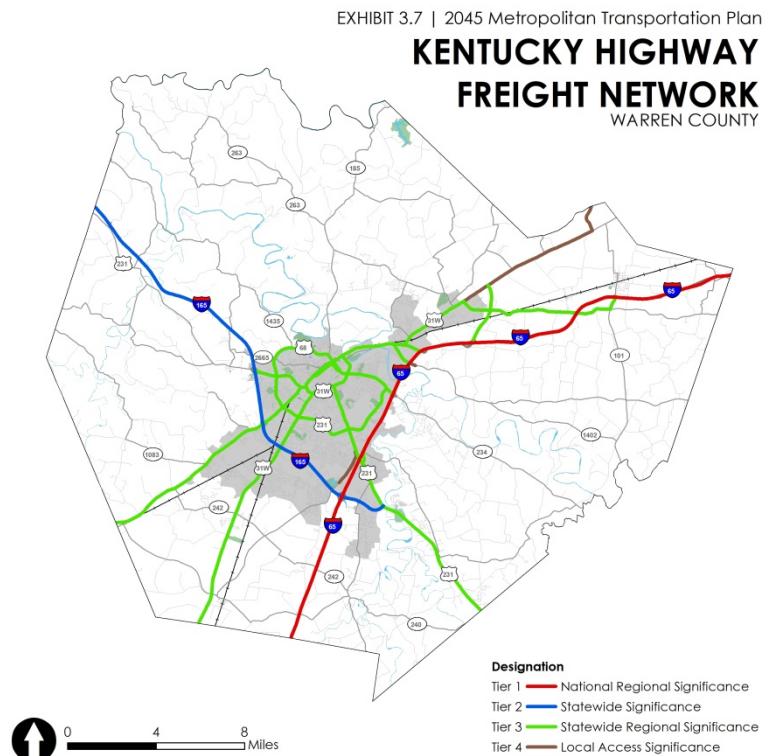 EXHIBIT 3.7 | 2045 Metropolitan Transportation Plan
KENTUCKY HIGHWAY
FREIGHT NETWORK
WARREN COUNTY
263
185
263
231
165
65
1435
31W
68
65
2665
101
65
31W
231
1402
234
1083
165
31W
231
242
65
242
231
240
Designation
Tier 1 National Regional Significance
Tier 2 Statewide Significance
Tier 3 Statewide Regional Significance
Tier 4 Local Access Significance
0 4 8
Miles